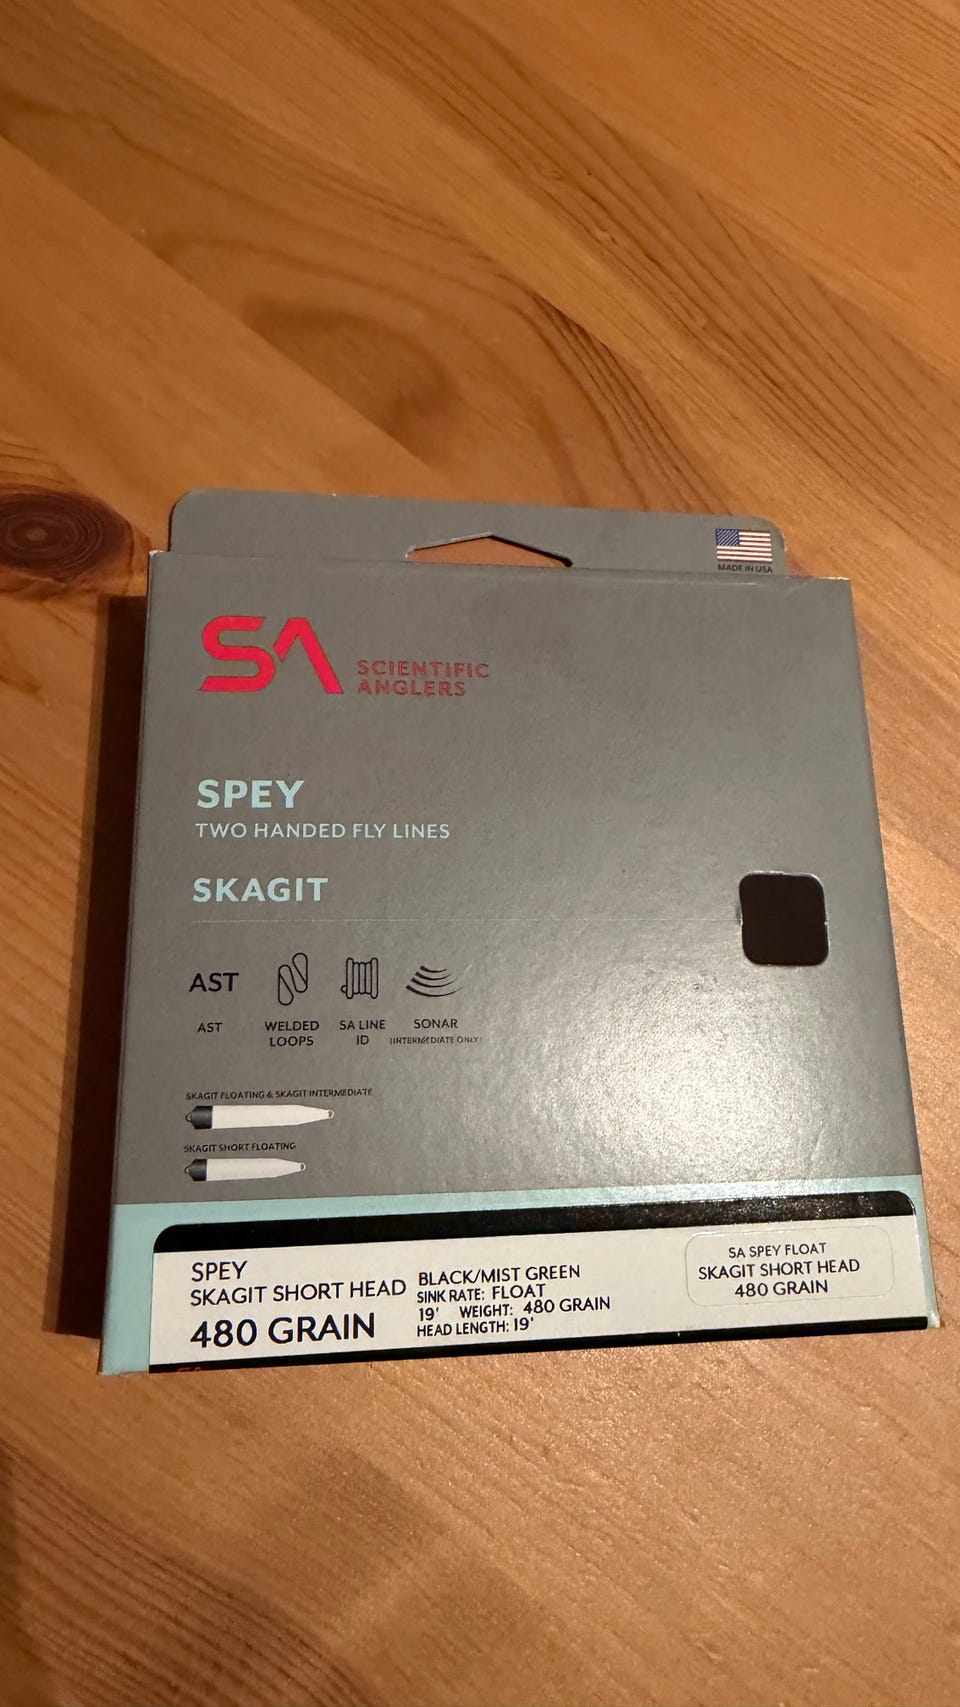 MADE IN USA
SA SCIENTIFIC
ANGLERS
SPEY
TWO HANDED FLY LINES
SKAGIT
AST
AST
WELDED
LOOPS
SA LINE
ID
SONAR
(INTERMEDIATE ONLY)
SKAGIT FLOATING & SKAGIT INTERMEDIATE
SKAGIT SHORT FLOATING
SPEY
SKAGIT SHORT HEAD
480 GRAIN
BLACK/MIST GREEN
SINK RATE: FLOAT
19' WEIGHT: 480 GRAIN
HEAD LENGTH: 19'
SA SPEY FLOAT
SKAGIT SHORT HEAD
480 GRAIN